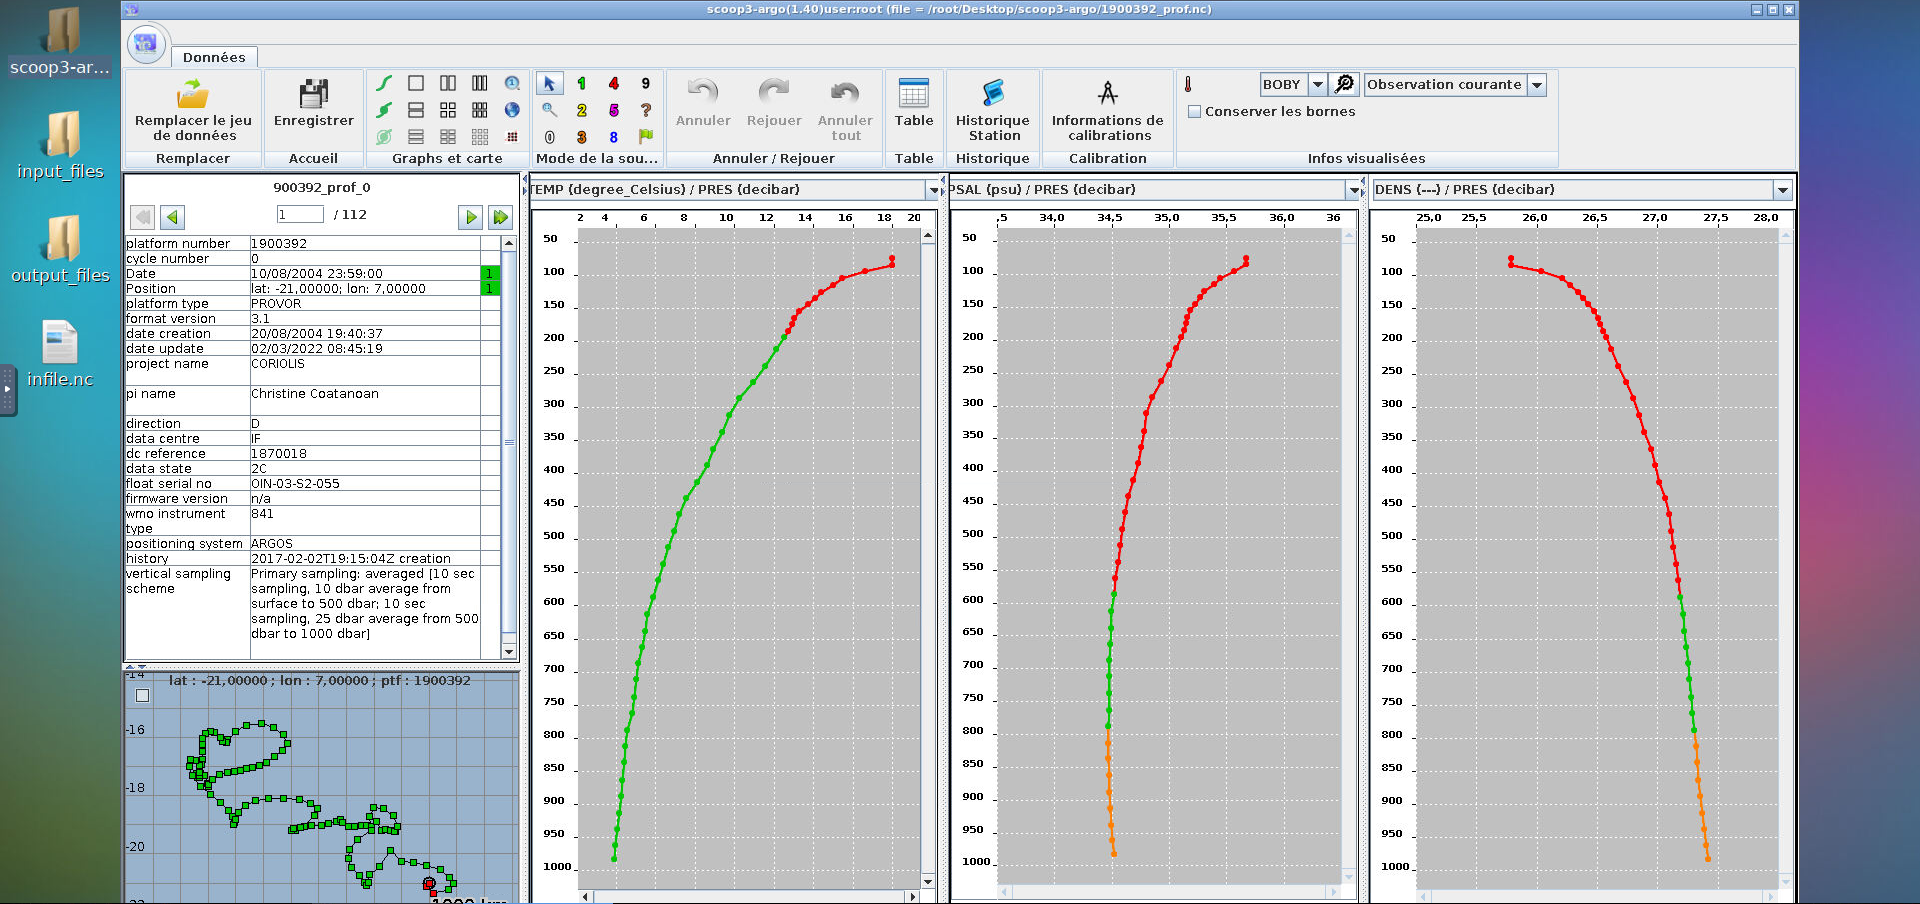 scoop3-argo(1.40)user:root (file = /root/Desktop/scoop3-argo/1900392_prof.nc)
scoop3-ar...
input_files
output_files
infile.nc
Données
Remplacer le jeu
de données
Remplacer
Enregistrer
Accueil
Graphs et carte
1 4 9
2 5 ?
0 3 8
Mode de la sou...
Annuler
Rejouer
Annuler
tout
Annuler / Rejouer
Table
Table
Historique
Station
Historique
Informations de
calibrations
Calibration
BOBY
Observation courante
Conserver les bornes
Infos visualisées
900392_prof_0
1 / 112
platform number 1900392
cycle number 0
Date 10/08/2004 23:59:00 1
Position lat: -21,00000; lon: 7,00000 1
platform type PROVOR
format version 3.1
date creation 20/08/2004 19:40:37
date update 02/03/2022 08:45:19
project name CORIOLIS
pi name Christine Coatanoan
direction D
data centre IF
dc reference 1870018
data state 2C
float serial no OIN-03-S2-055
firmware version n/a
wmo instrument
type 841
positioning system ARGOS
history 2017-02-02T19:15:04Z creation
vertical sampling
scheme
Primary sampling: averaged [10 sec
sampling, 10 dbar average from
surface to 500 dbar; 10 sec
sampling, 25 dbar average from 500
dbar to 1000 dbar]
lat : -21,00000 ; lon : 7,00000 ; ptf : 1900392
-14
-16
-18
-20
TEMP {degree_Celsius} / PRES {decibar}
2 4 6 8 10 12 14 16 18 20
50
100
150
200
250
300
350
400
450
500
550
600
650
700
750
800
850
900
950
1000
PSAL {psu} / PRES {decibar}
,5 34,0 34,5 35,0 35,5 36,0 36
50
100
150
200
250
300
350
400
450
500
550
600
650
700
750
800
850
900
950
1000
DENS {---} / PRES {decibar}
25,0 25,5 26,0 26,5 27,0 27,5 28,0
50
100
150
200
250
300
350
400
450
500
550
600
650
700
750
800
850
900
950
1000